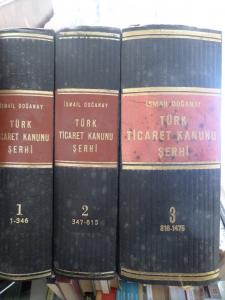 İSMAİL DOĞANAY
TÜRK
TİCARET KANUNU
ŞERHİ
1
1-346
İSMAİL DOĞANAY
TÜRK
TİCARET KANUNU
ŞERHİ
2
347-815
İSMAİL DOĞANAY
TÜRK
TİCARET KANUNU
ŞERHİ
3
816-1475